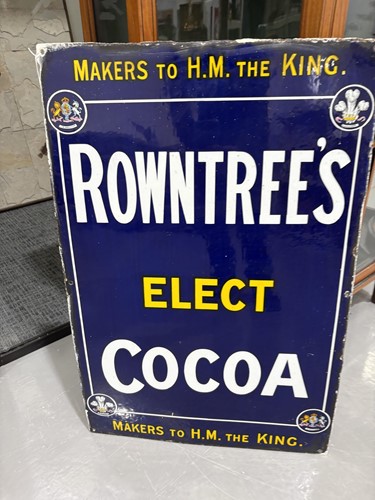 MAKERS TO H.M. THE KING.
ROWNTREE'S
ELECT
COCOA
MAKERS TO H.M. THE KING.